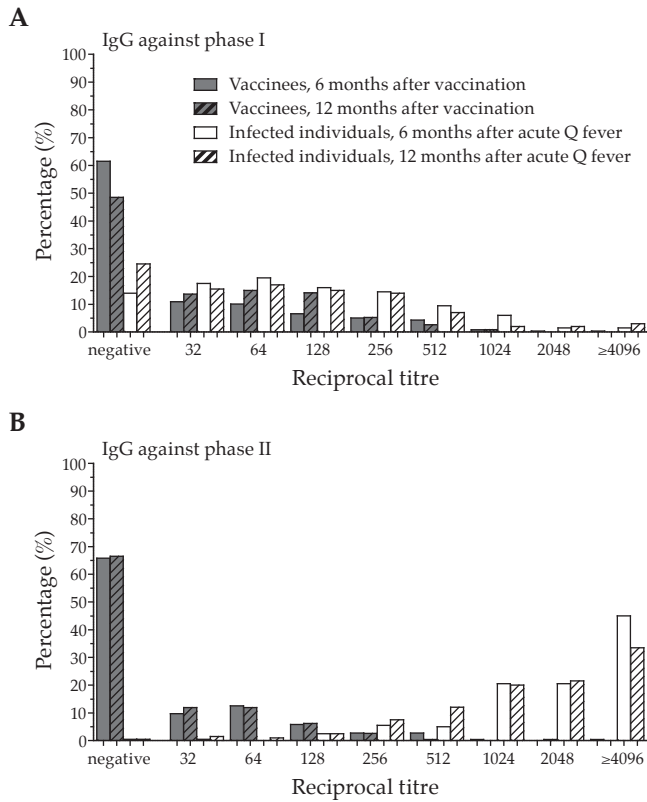 A
IgG against phase I
100
90
80
70
60
50
40
30
20
10
0
Percentage (%)
Vaccinees, 6 months after vaccination
Vaccinees, 12 months after vaccination
Infected individuals, 6 months after acute Q fever
Infected individuals, 12 months after acute Q fever
negative 32 64 128 256 512 1024 2048 ≥4096
Reciprocal titre
B
IgG against phase II
100
90
80
70
60
50
40
30
20
10
0
Percentage (%)
negative 32 64 128 256 512 1024 2048 ≥4096
Reciprocal titre